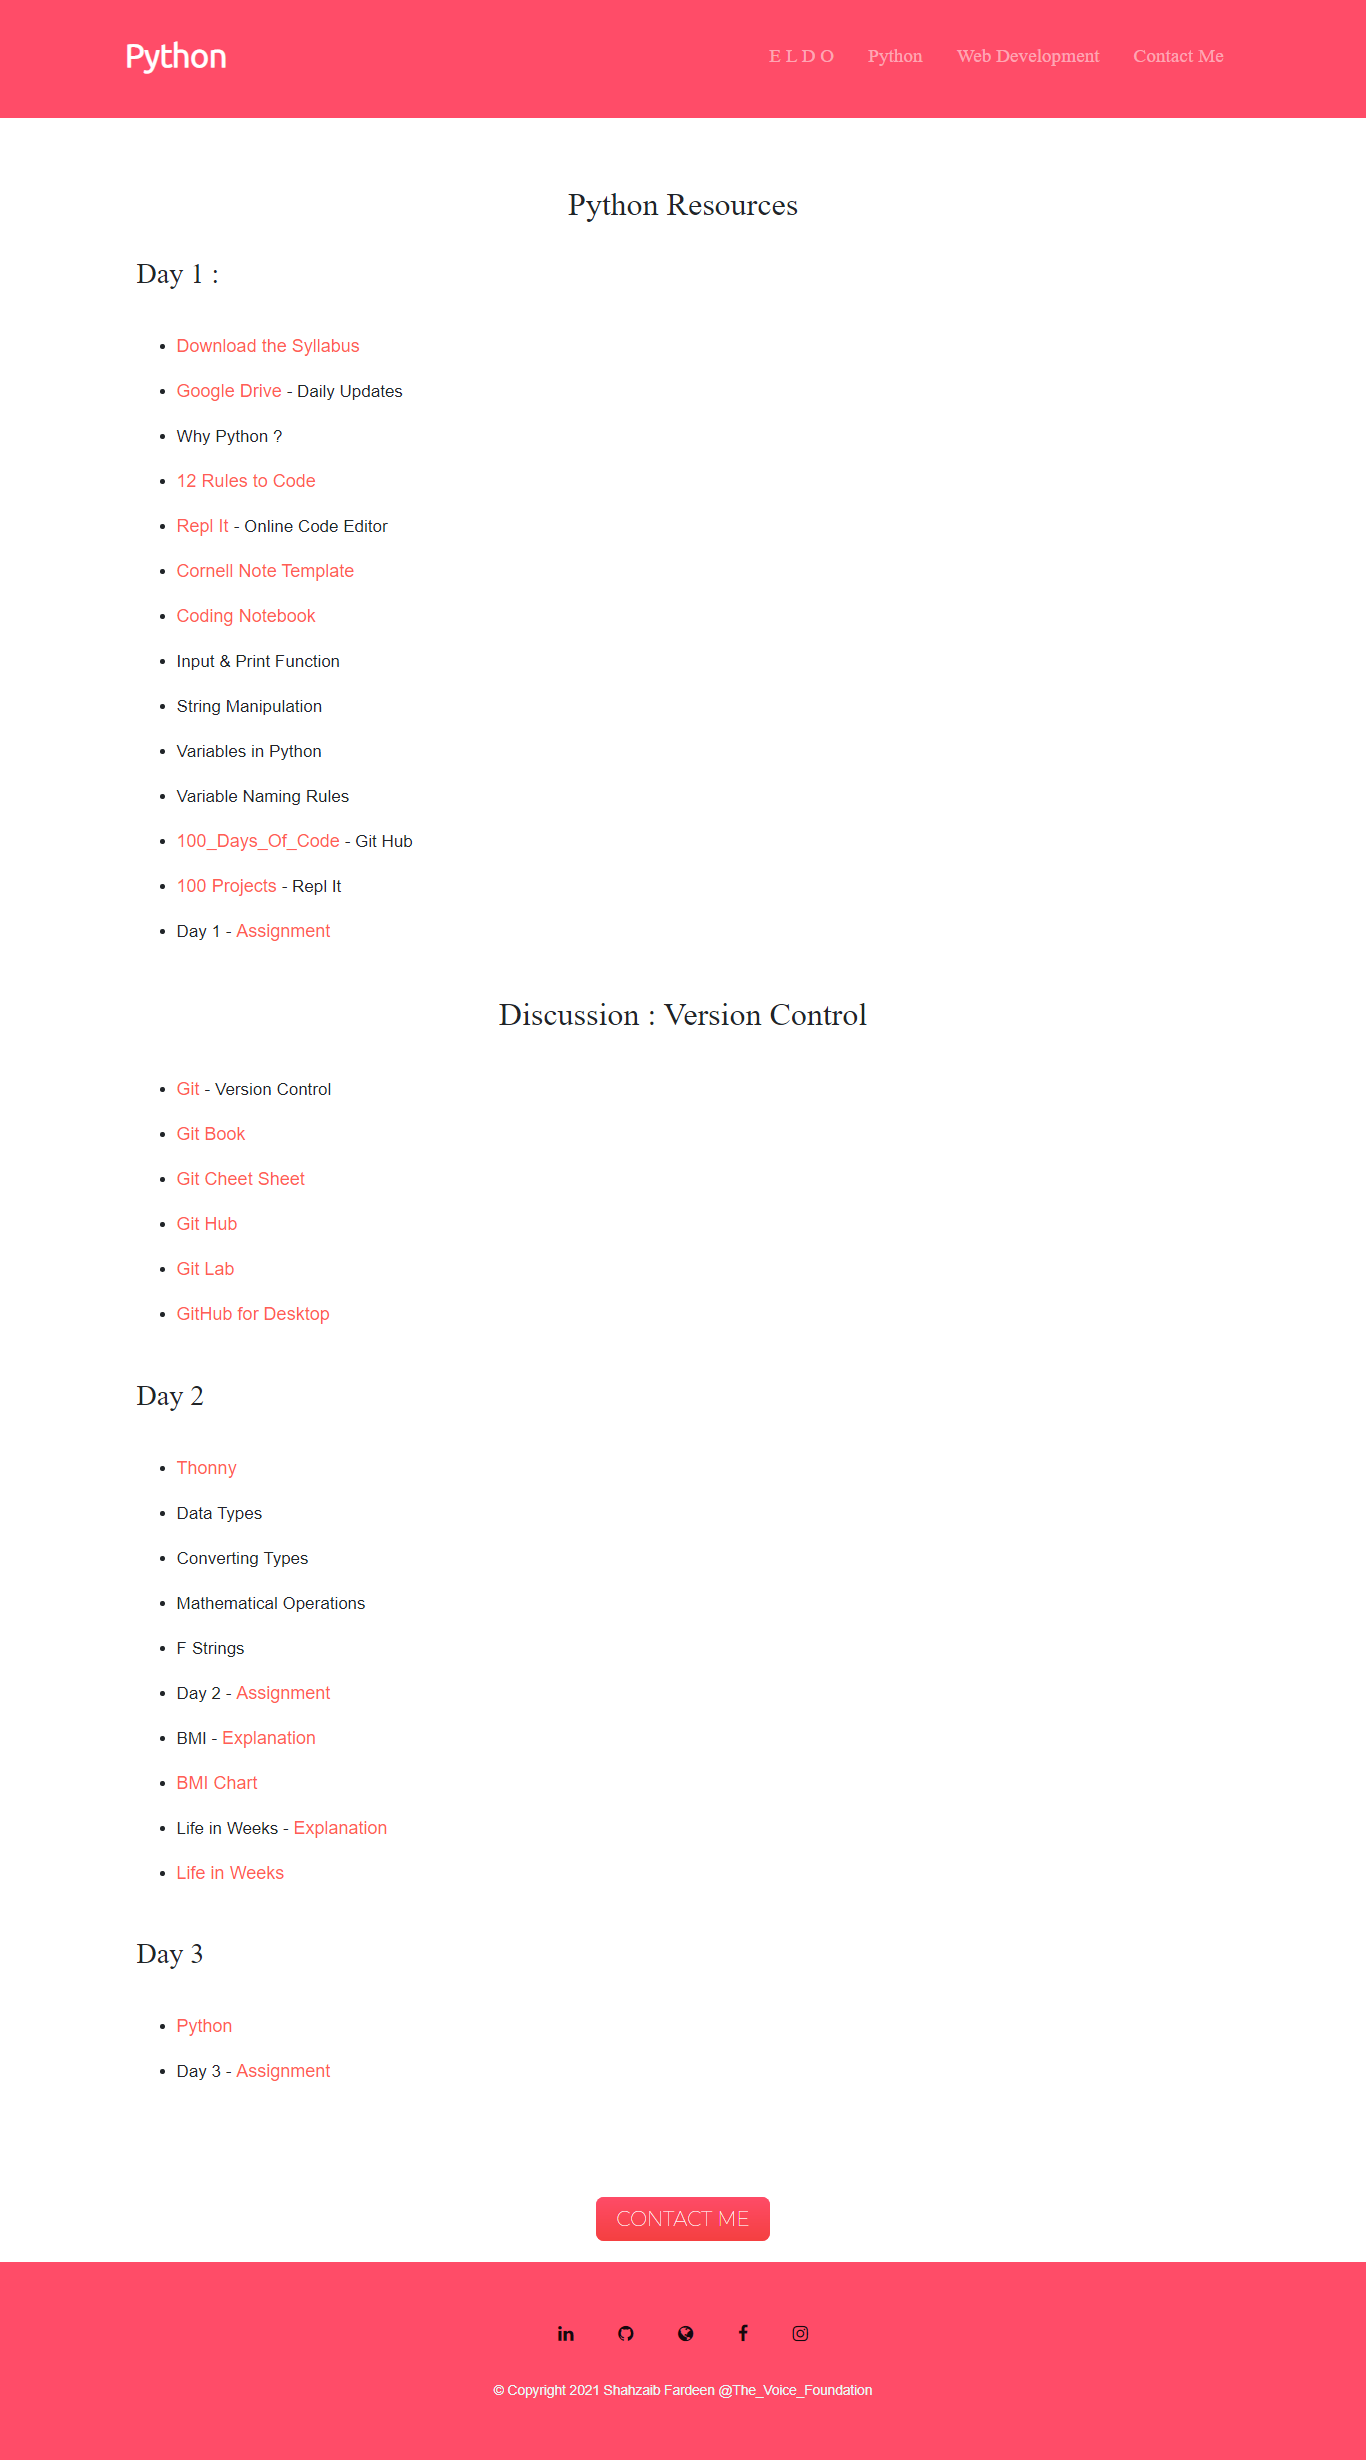 Python
E L D O Python Web Development Contact Me
Python Resources
Day 1 :
Download the Syllabus
Google Drive - Daily Updates
Why Python ?
12 Rules to Code
Repl It - Online Code Editor
Cornell Note Template
Coding Notebook
Input & Print Function
String Manipulation
Variables in Python
Variable Naming Rules
100_Days_Of_Code - Git Hub
100 Projects - Repl It
Day 1 - Assignment
Discussion : Version Control
Git - Version Control
Git Book
Git Cheet Sheet
Git Hub
Git Lab
GitHub for Desktop
Day 2
Thonny
Data Types
Converting Types
Mathematical Operations
F Strings
Day 2 - Assignment
BMI - Explanation
BMI Chart
Life in Weeks - Explanation
Life in Weeks
Day 3
Python
Day 3 - Assignment
CONTACT ME
© Copyright 2021 Shahzaib Fardeen @The_Voice_Foundation